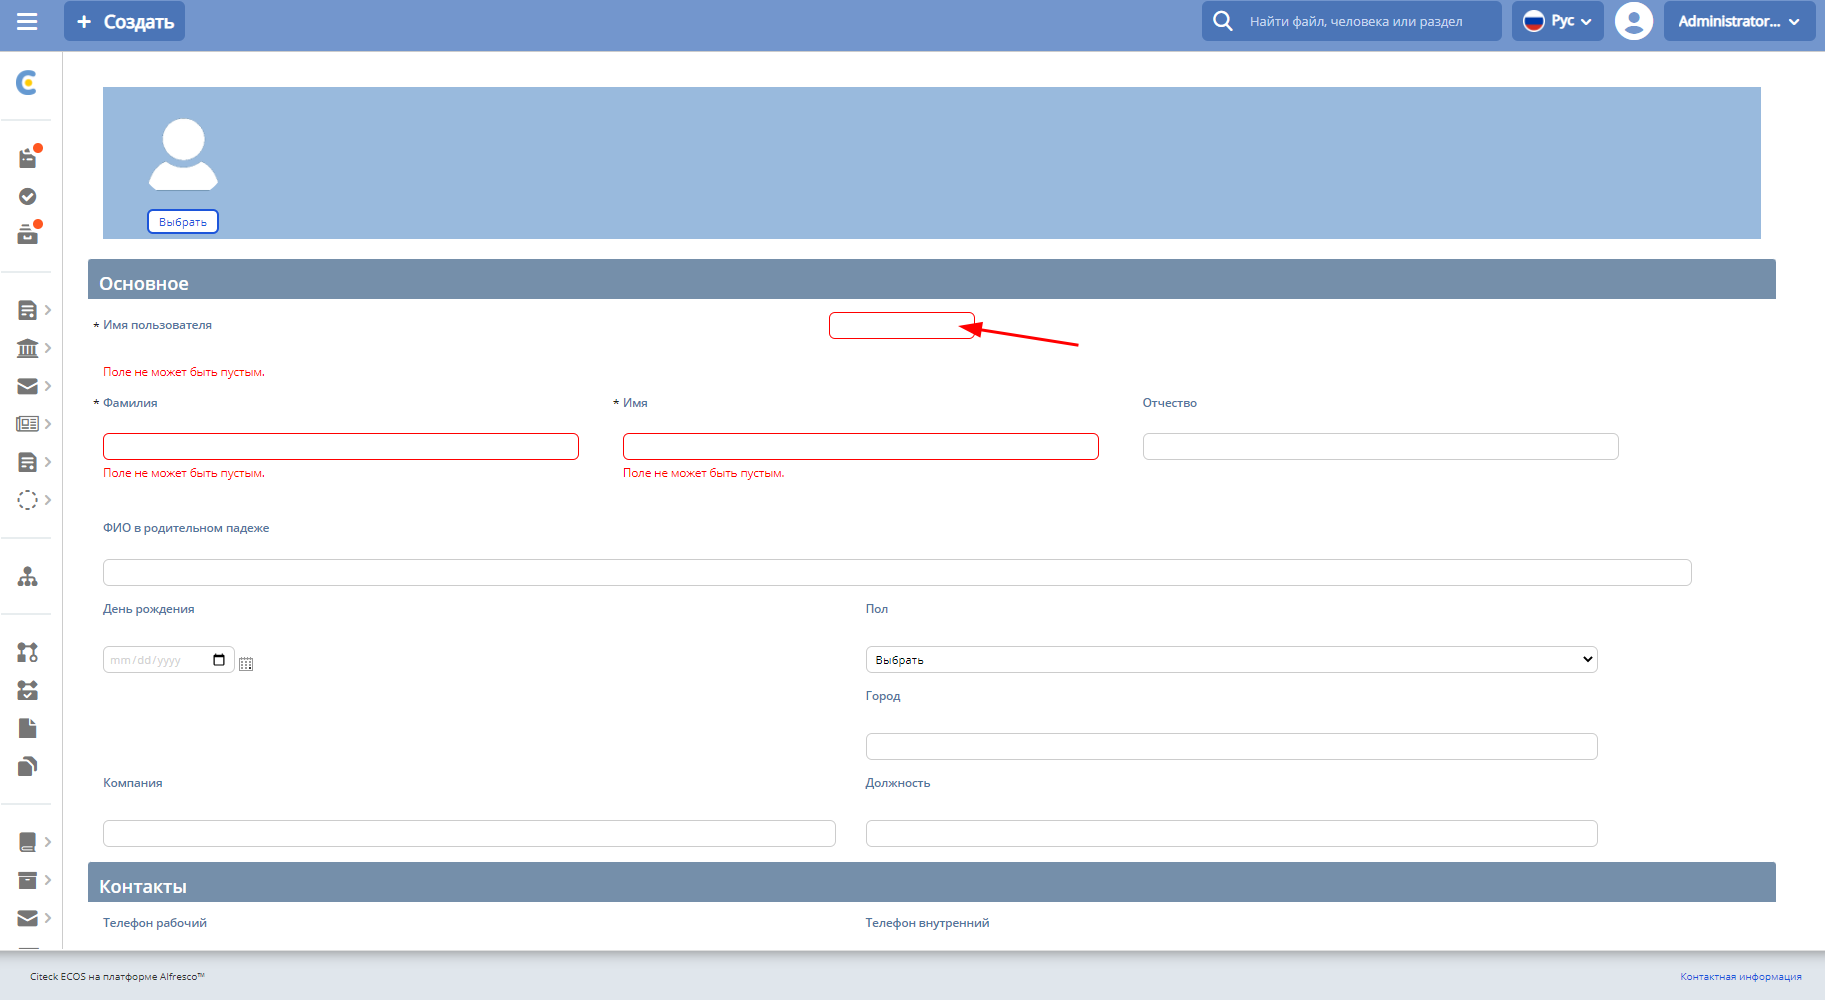 + Создать
Найти файл, человека или раздел
Рус
Administrator...
Выбрать
Основное
* Имя пользователя
Поле не может быть пустым.
* Фамилия
* Имя
Отчество
Поле не может быть пустым.
Поле не может быть пустым.
ФИО в родительном падеже
День рождения
Пол
mm/dd/yyyy
Выбрать
Город
Компания
Должность
Контакты
Телефон рабочий
Телефон внутренний
Citeck ECOS на платформе Alfresco™
Контактная информация